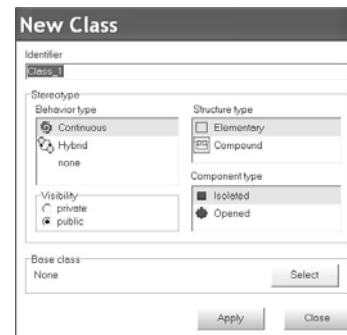 New Class
Identifier
Class_1
Stereotype
Behavior type
Continuous
Hybrid
none
Structure type
Elementary
Compound
Component type
Isolated
Opened
Visibility
private
public
Base class
None
Select
Apply
Close